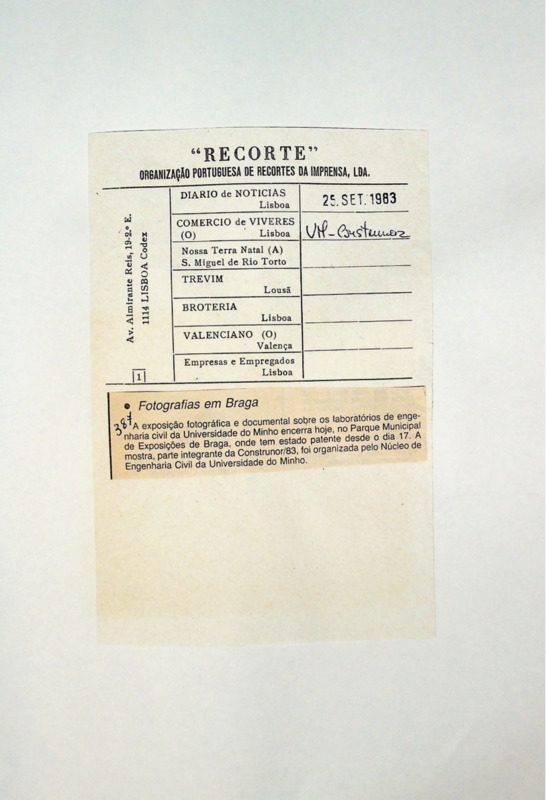 “RECORTE”
ORGANIZAÇÃO PORTUGUESA DE RECORTES DA IMPRENSA, LDA.
Av. Almirante Reis, 19-2.º E.
1114 LISBOA Codex
1
DIARIO de NOTICIAS
Lisboa
25. SET. 1983
COMERCIO de VIVERES
(O) Lisboa
UM-
Nossa Terra Natal (A)
S. Miguel de Rio Torto
TREVIM
Lousã
BROTERIA
Lisboa
VALENCIANO (O)
Valença
Empresas e Empregados
Lisboa
● Fotografias em Braga
387
A exposição fotográfica e documental sobre os laboratórios de enge-
nharia civil da Universidade do Minho encerra hoje, no Parque Municipal
de Exposições de Braga, onde tem estado patente desde o dia 17. A
mostra, parte integrante da Construnor/83, foi organizada pelo Núcleo de
Engenharia Civil da Universidade do Minho.